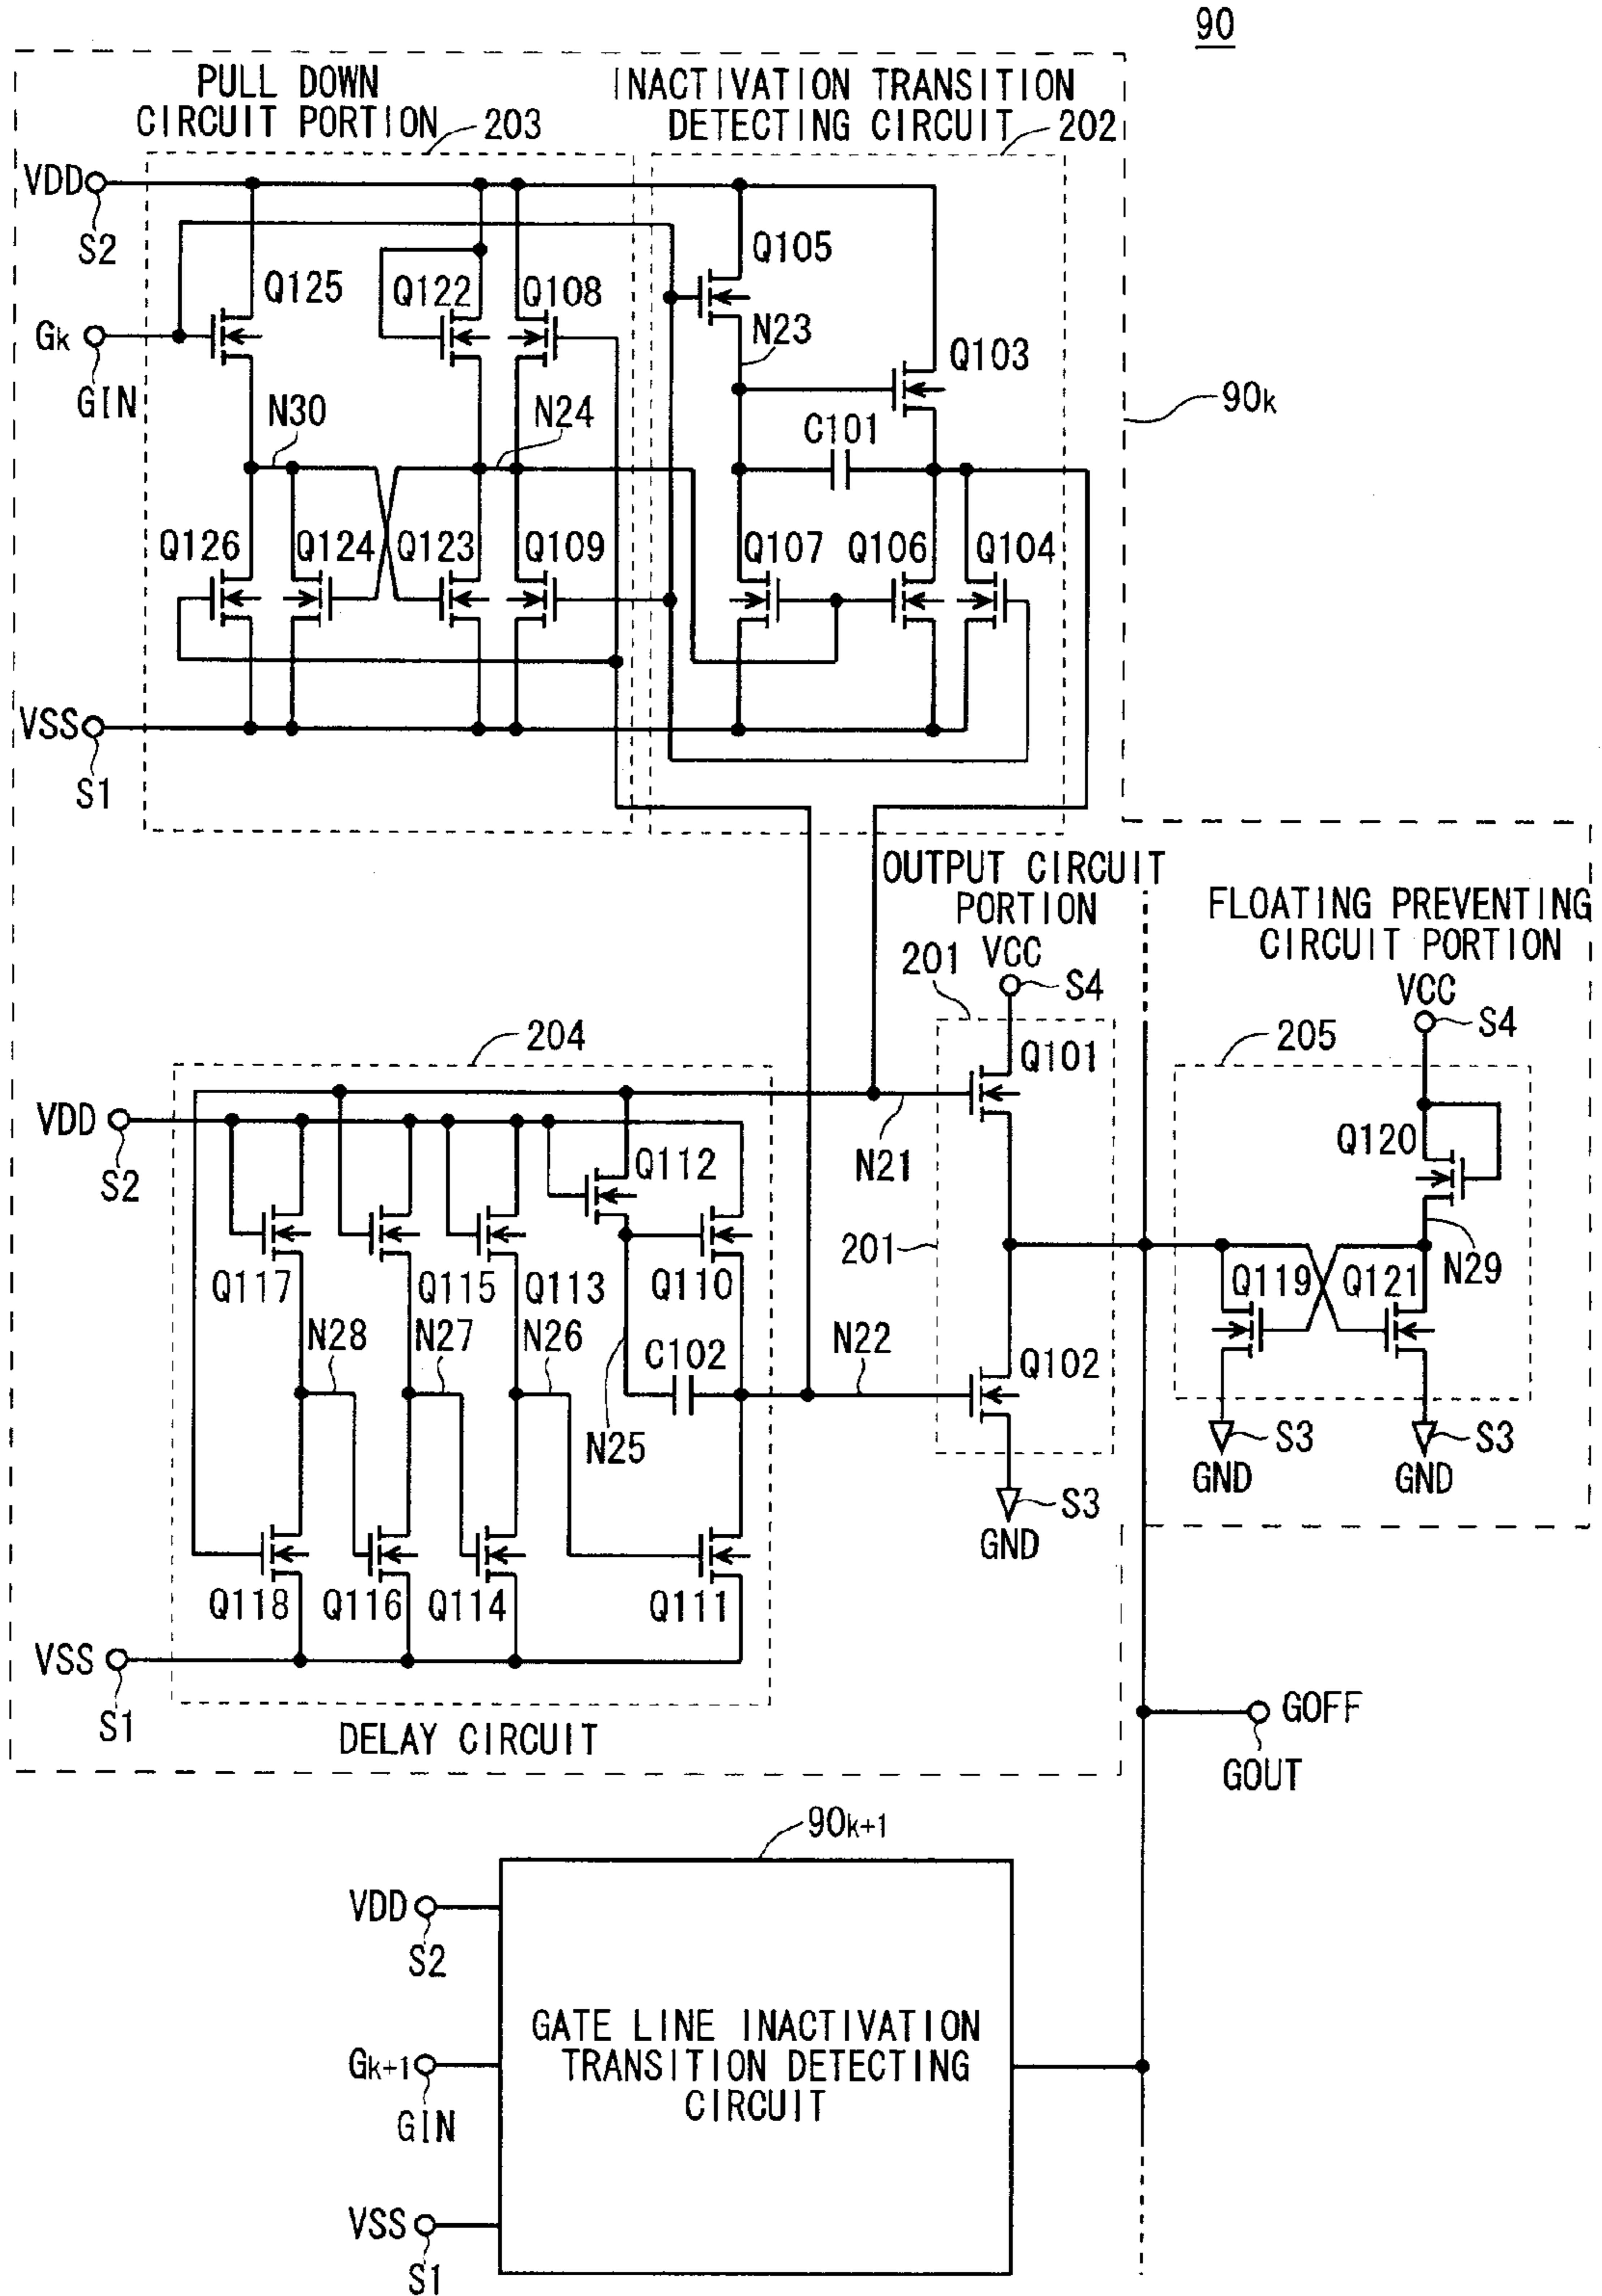 90
PULL DOWN
CIRCUIT PORTION
203
INACTIVATION TRANSITION
DETECTING CIRCUIT
202
VDD
S2
Q125
Q122
Q108
Q105
Gk
GIN
N23
Q103
90k
N30
N24
C101
Q126
Q124
Q123
Q109
Q107
Q106
Q104
VSS
S1
OUTPUT CIRCUIT
PORTION
FLOATING PREVENTING
CIRCUIT PORTION
201
VCC
S4
VCC
S4
204
205
Q101
VDD
S2
Q112
N21
Q120
Q117
Q115
Q113
Q110
201
Q119
Q121
N29
N28
N27
N26
C102
N22
Q102
N25
S3
GND
S3
GND
S3
GND
Q118
Q116
Q114
Q111
VSS
S1
DELAY CIRCUIT
GOFF
GOUT
90k+1
VDD
S2
GATE LINE INACTIVATION
TRANSITION DETECTING
CIRCUIT
Gk+1
GIN
VSS
S1